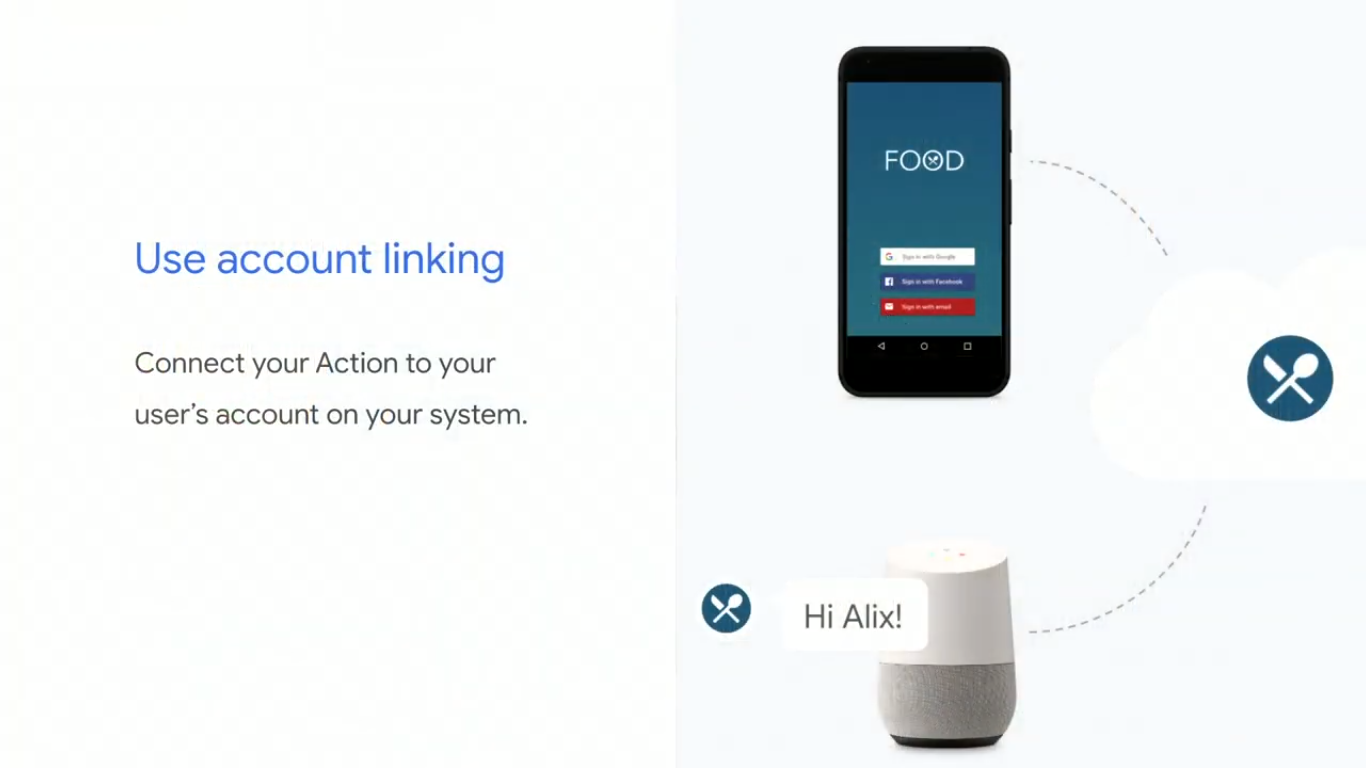 Use account linking
Connect your Action to your
user's account on your system.
FOOD
Sign in with Google
Sign in with Facebook
Sign in with email
Hi Alix!